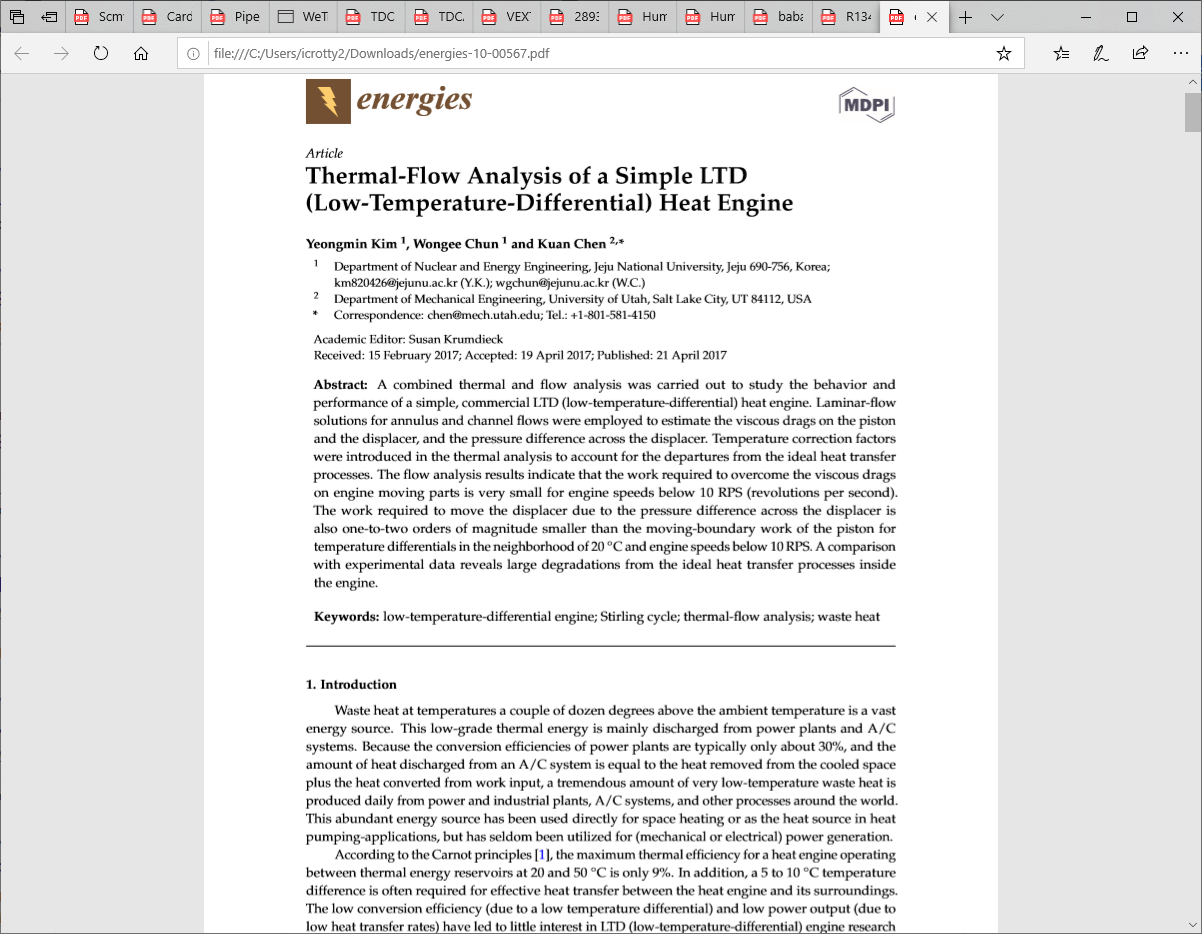 Scm
Card
Pipe
WeT
TDC
TDCA
VEX
2893
Hum
Hum
baba
R134
file:///C:/Users/icrotty2/Downloads/energies-10-00567.pdf
energies
MDPI
Article
Thermal-Flow Analysis of a Simple LTD
(Low-Temperature-Differential) Heat Engine
Yeongmin Kim 1, Wongee Chun 1 and Kuan Chen 2,*
1 Department of Nuclear and Energy Engineering, Jeju National University, Jeju 690-756, Korea;
km820426@jejunu.ac.kr (Y.K.); wgchun@jejunu.ac.kr (W.C.)
2 Department of Mechanical Engineering, University of Utah, Salt Lake City, UT 84112, USA
* Correspondence: chen@mech.utah.edu; Tel.: +1-801-581-4150
Academic Editor: Susan Krumdieck
Received: 15 February 2017; Accepted: 19 April 2017; Published: 21 April 2017
Abstract: A combined thermal and flow analysis was carried out to study the behavior and
performance of a simple, commercial LTD (low-temperature-differential) heat engine. Laminar-flow
solutions for annulus and channel flows were employed to estimate the viscous drags on the piston
and the displacer, and the pressure difference across the displacer. Temperature correction factors
were introduced in the thermal analysis to account for the departures from the ideal heat transfer
processes. The flow analysis results indicate that the work required to overcome the viscous drags
on engine moving parts is very small for engine speeds below 10 RPS (revolutions per second).
The work required to move the displacer due to the pressure difference across the displacer is
also one-to-two orders of magnitude smaller than the moving-boundary work of the piston for
temperature differentials in the neighborhood of 20 °C and engine speeds below 10 RPS. A comparison
with experimental data reveals large degradations from the ideal heat transfer processes inside
the engine.
Keywords: low-temperature-differential engine; Stirling cycle; thermal-flow analysis; waste heat
1. Introduction
Waste heat at temperatures a couple of dozen degrees above the ambient temperature is a vast
energy source. This low-grade thermal energy is mainly discharged from power plants and A/C
systems. Because the conversion efficiencies of power plants are typically only about 30%, and the
amount of heat discharged from an A/C system is equal to the heat removed from the cooled space
plus the heat converted from work input, a tremendous amount of very low-temperature waste heat is
produced daily from power and industrial plants, A/C systems, and other processes around the world.
This abundant energy source has been used directly for space heating or as the heat source in heat
pumping-applications, but has seldom been utilized for (mechanical or electrical) power generation.
According to the Carnot principles [1], the maximum thermal efficiency for a heat engine operating
between thermal energy reservoirs at 20 and 50 °C is only 9%. In addition, a 5 to 10 °C temperature
difference is often required for effective heat transfer between the heat engine and its surroundings.
The low conversion efficiency (due to a low temperature differential) and low power output (due to
low heat transfer rates) have led to little interest in LTD (low-temperature-differential) engine research